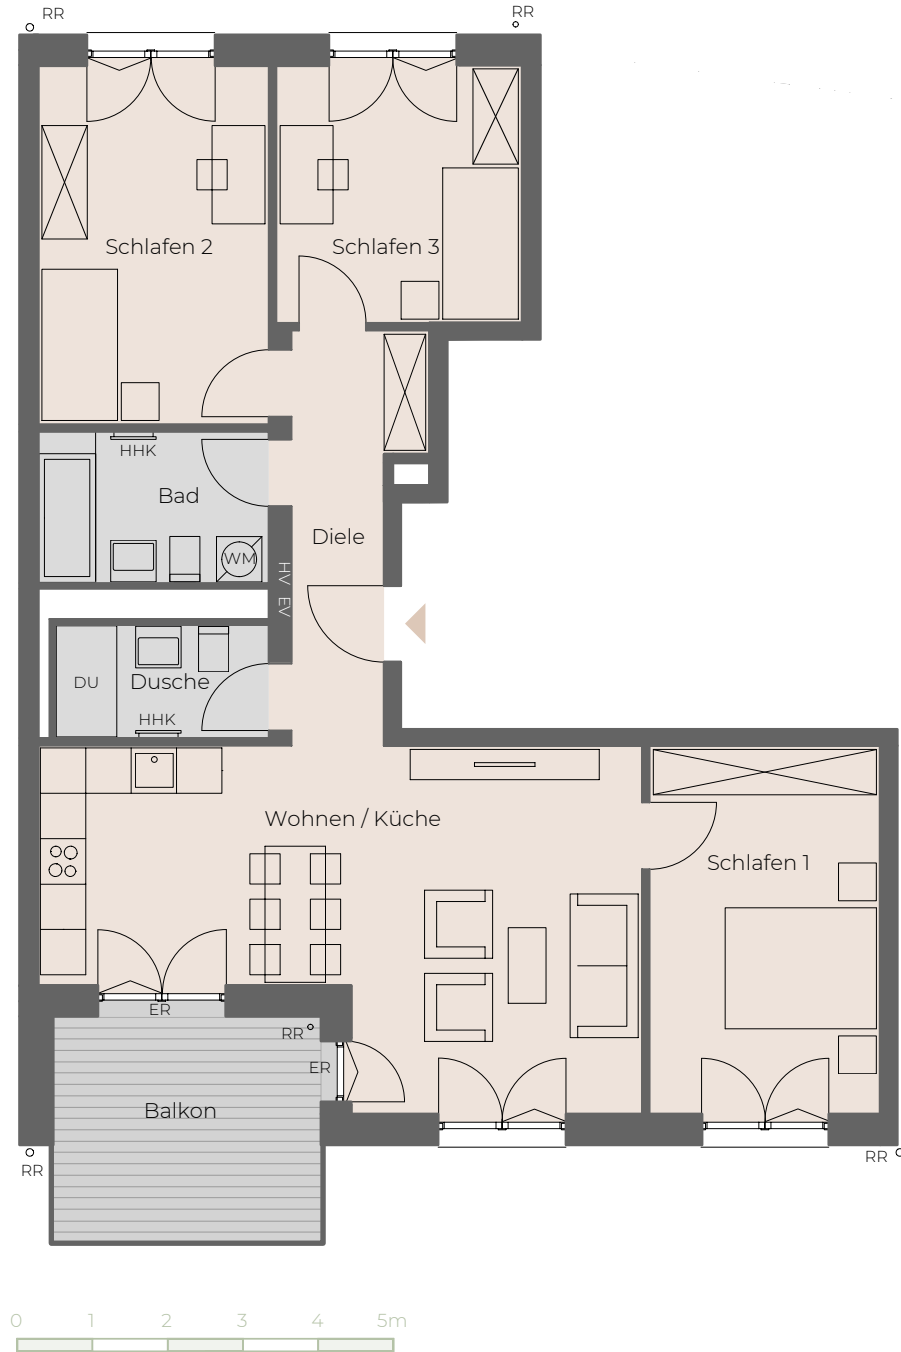 RR
RR
Schlafen 2
Schlafen 3
HHK
Bad
Diele
WM
HV EV
DU
Dusche
HHK
Wohnen / Küche
Schlafen 1
ER
RR
ER
Balkon
RR
RR
0 1 2 3 4 5m